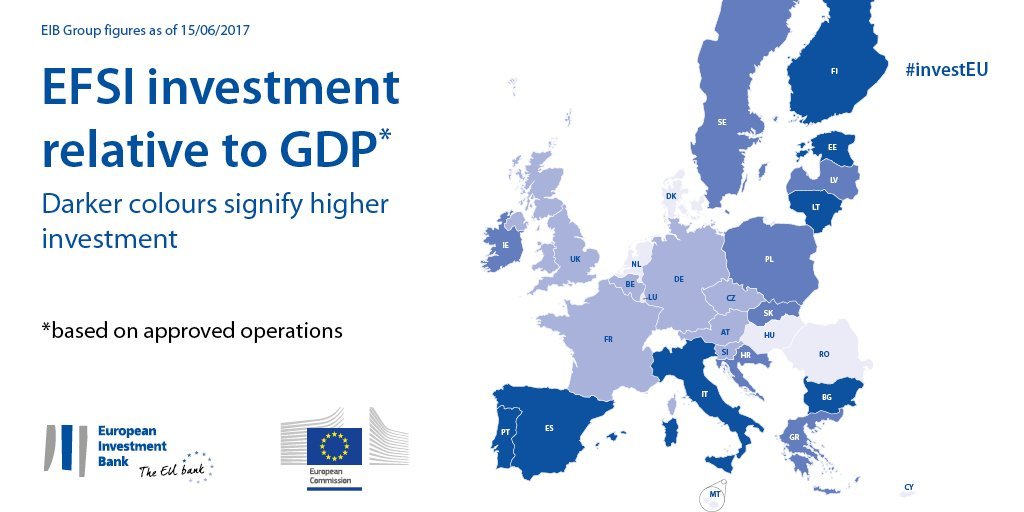 EIB Group figures as of 15/06/2017
EFSI investment
relative to GDP*
Darker colours signify higher
investment
*based on approved operations
European
Investment
Bank
The EU bank
European
Commission
#investEU
FI
SE
EE
LV
LT
DK
IE
UK
NL
BE
LU
DE
PL
CZ
SK
FR
AT
HU
SI
HR
RO
IT
BG
PT
ES
GR
MT
CY